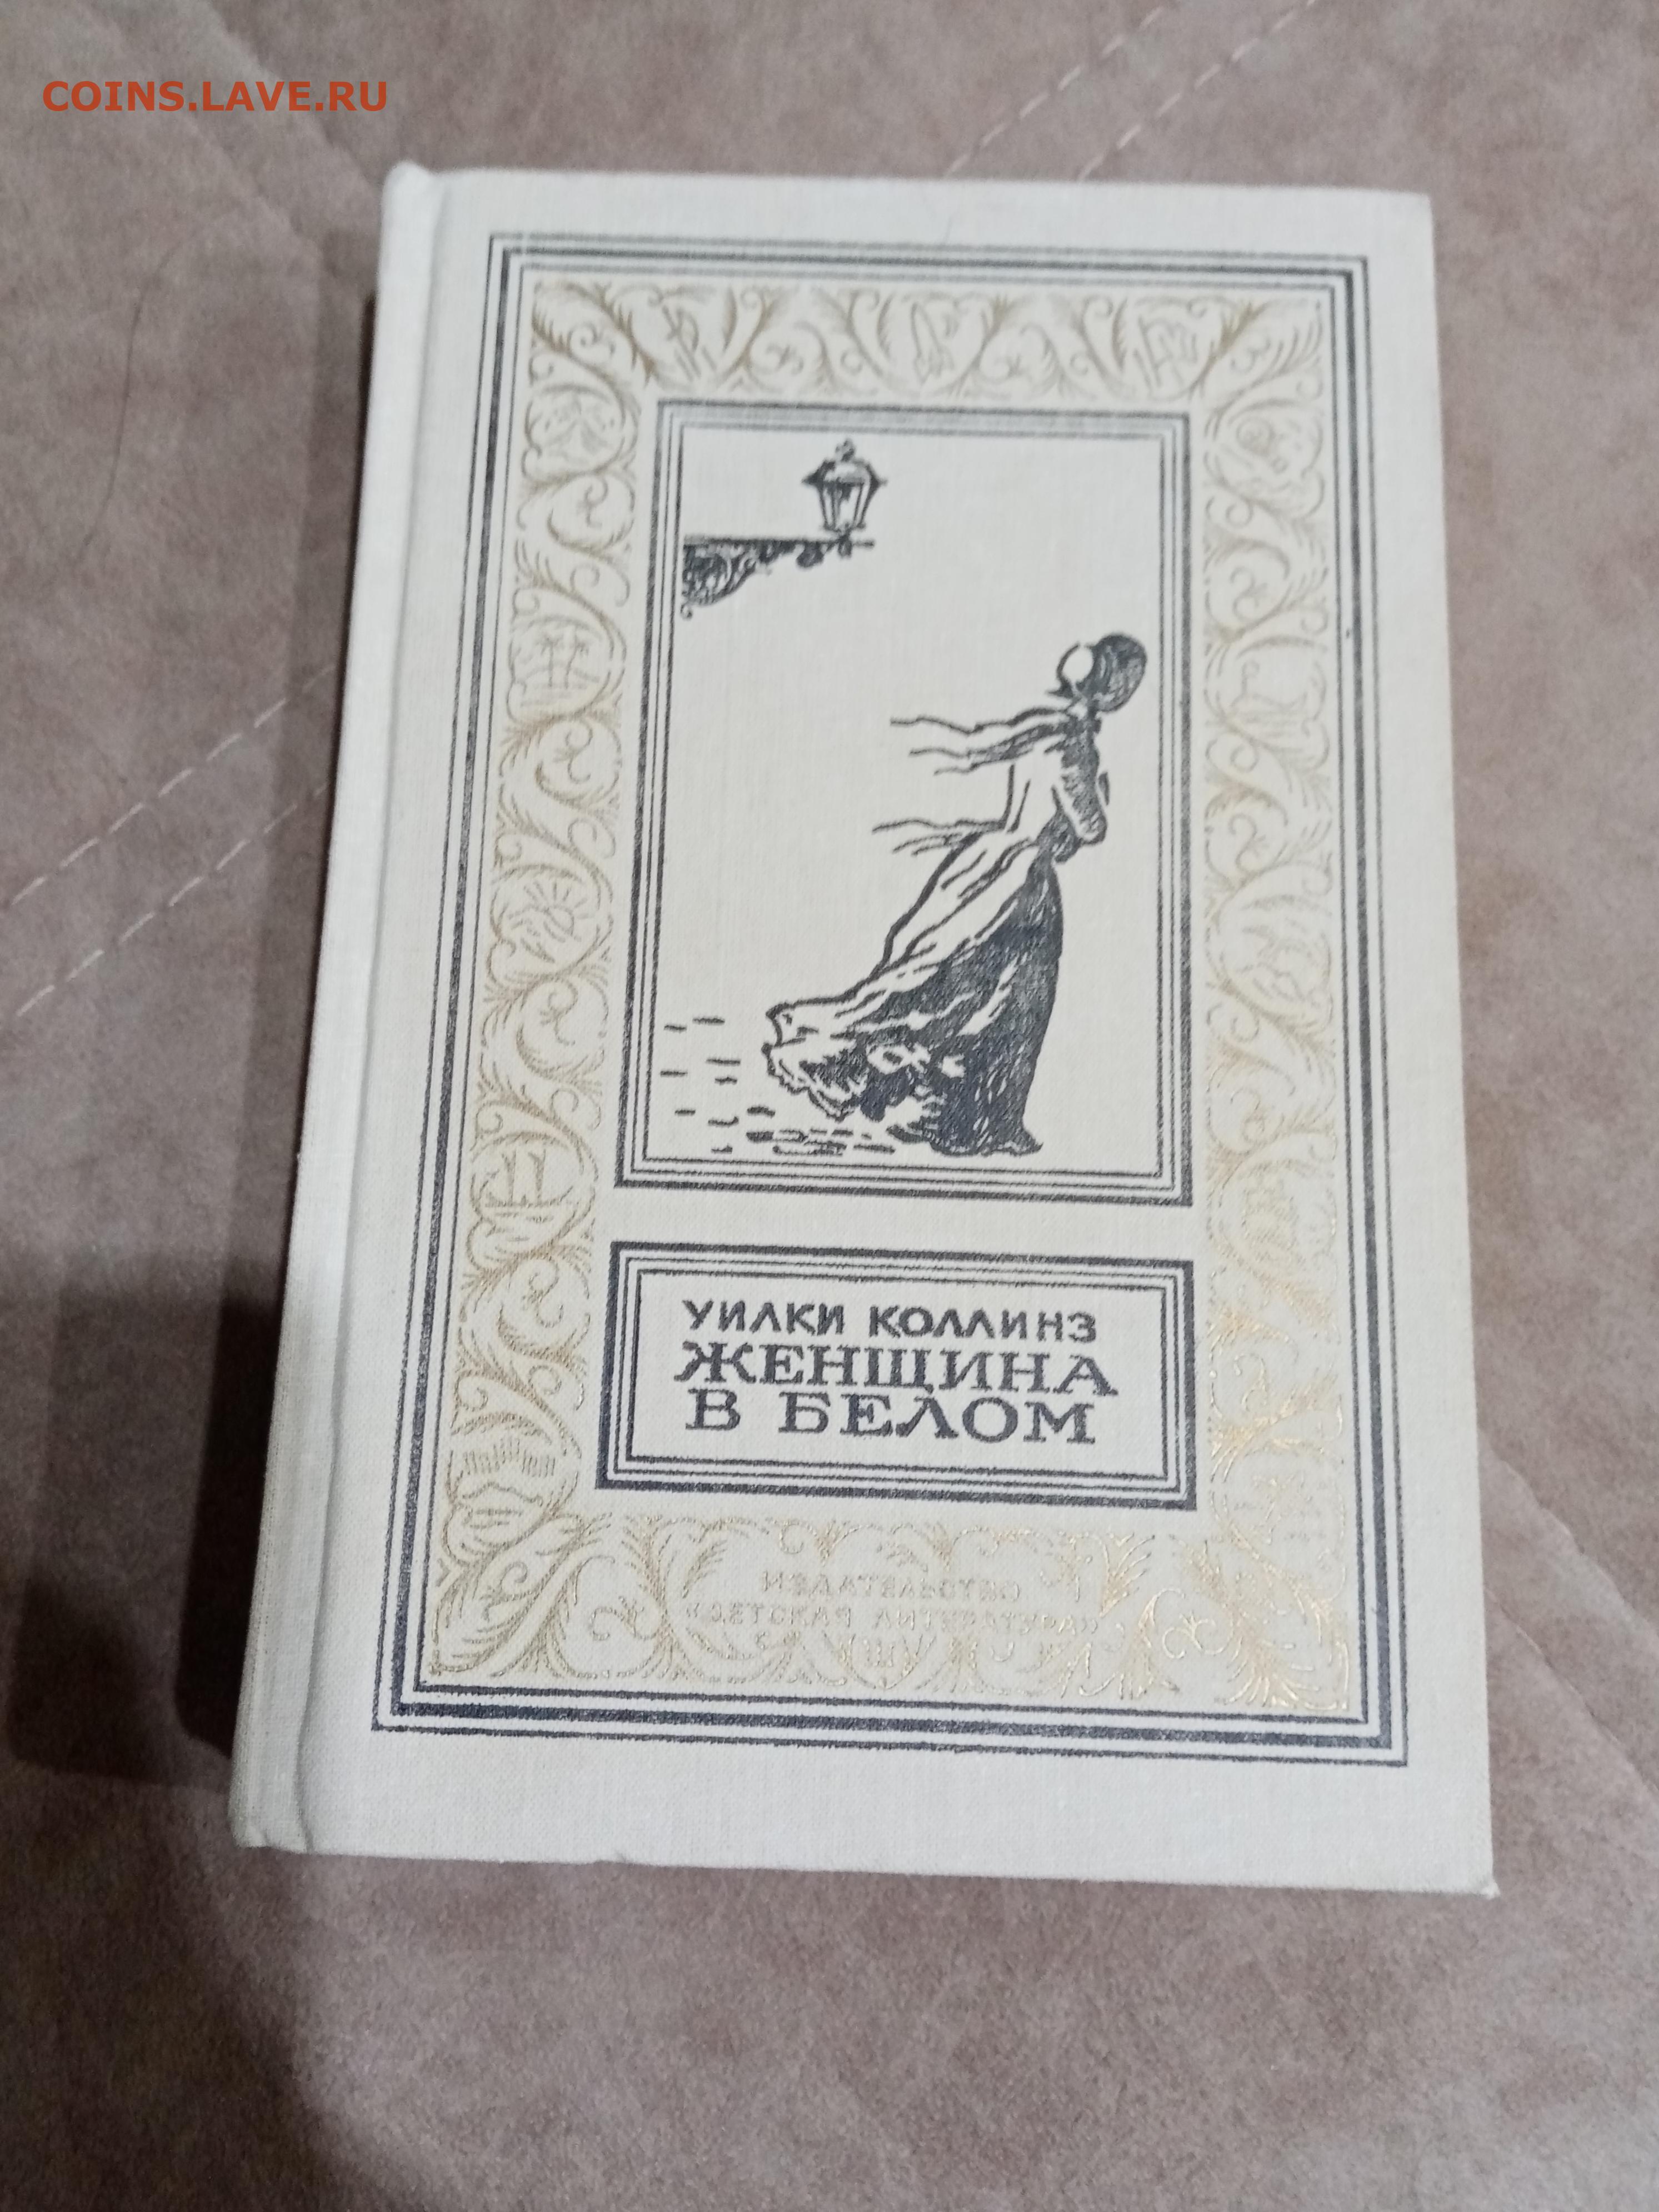 COINS.LAVE.RU
УИЛКИ КОЛЛИНЗ
ЖЕНЩИНА
В БЕЛОМ
ИЗДАТЕЛЬСТВО
«ДЕТСКАЯ ЛИТЕРАТУРА»